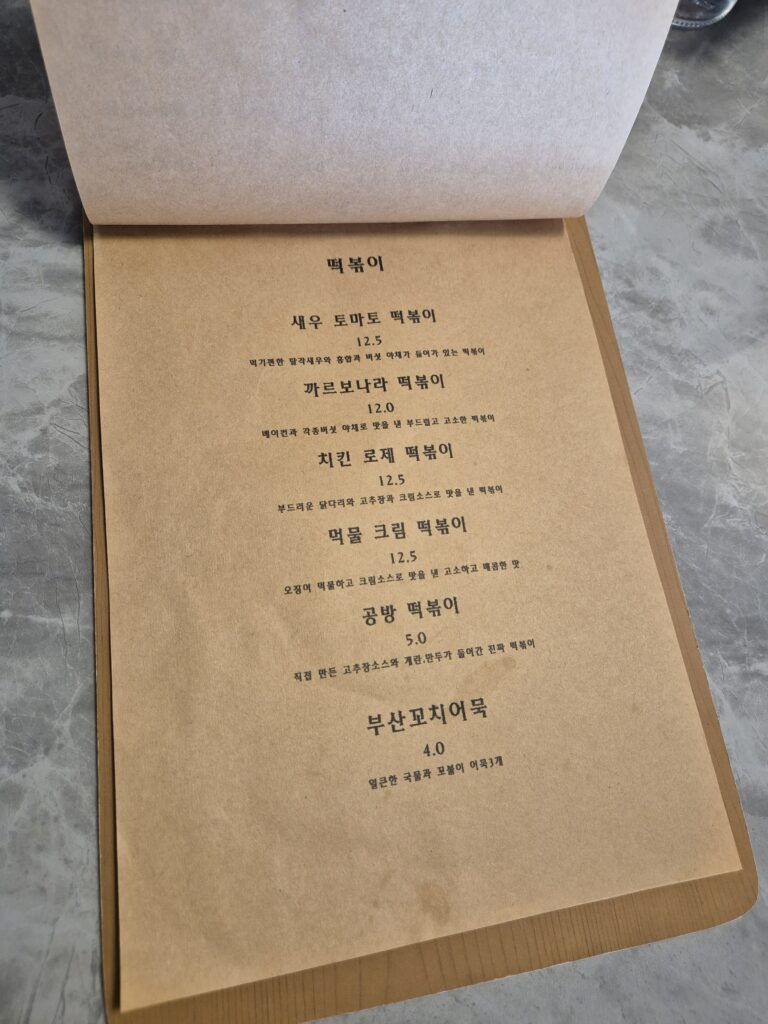 떡볶이
새우 토마토 떡볶이
12.5
먹기편한 탈각새우와 홍합과 버섯 야채가 들어가 있는 떡볶이
까르보나라 떡볶이
12.0
베이컨과 각종버섯 야채로 맛을 낸 부드럽고 고소한 떡볶이
치킨 로제 떡볶이
12.5
부드러운 닭다리와 고추장과 크림소스로 맛을 낸 떡볶이
먹물 크림 떡볶이
12.5
오징어 먹물하고 크림소스로 맛을 낸 고소하고 매콤한 맛
공방 떡볶이
5.0
직접 만든 고추장소스와 계란,만두가 들어간 진짜 떡볶이
부산꼬치어묵
4.0
얼큰한 국물과 꼬불이 어묵3개